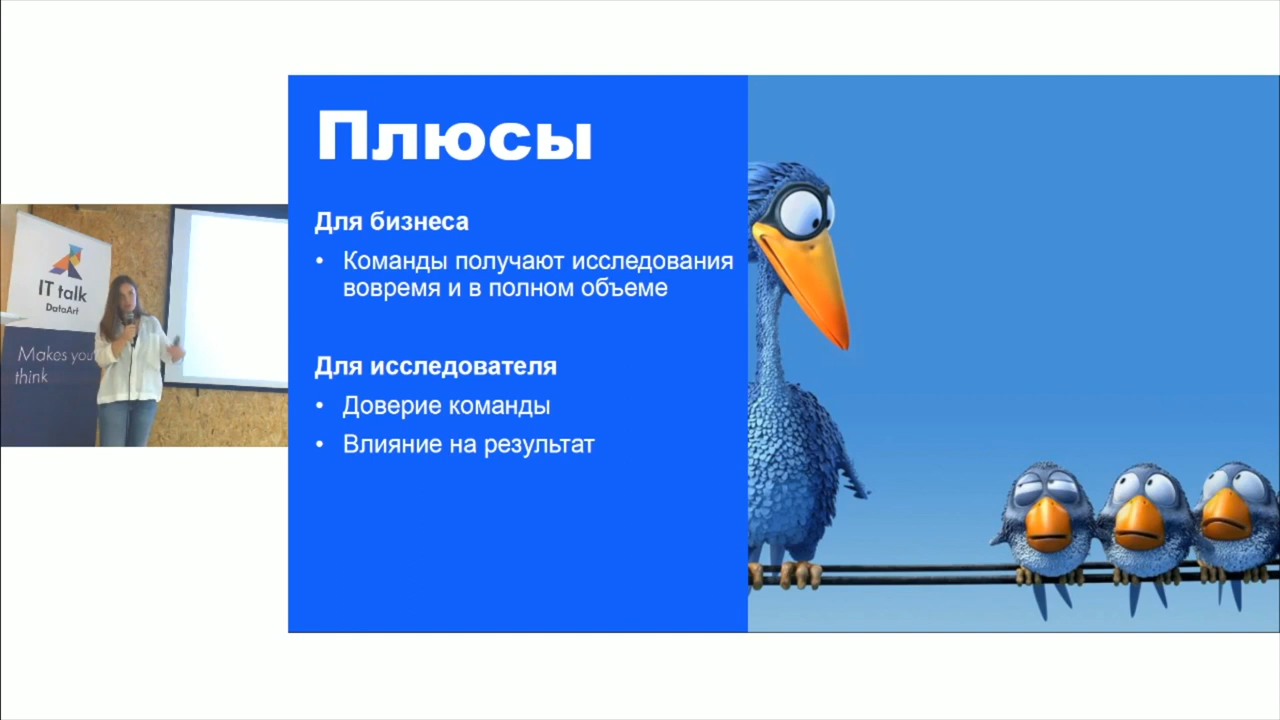 Плюсы
Для бизнеса
• Команды получают исследования
вовремя и в полном объеме
Для исследователя
• Доверие команды
• Влияние на результат
IT talk
DataArt
Makes you
think